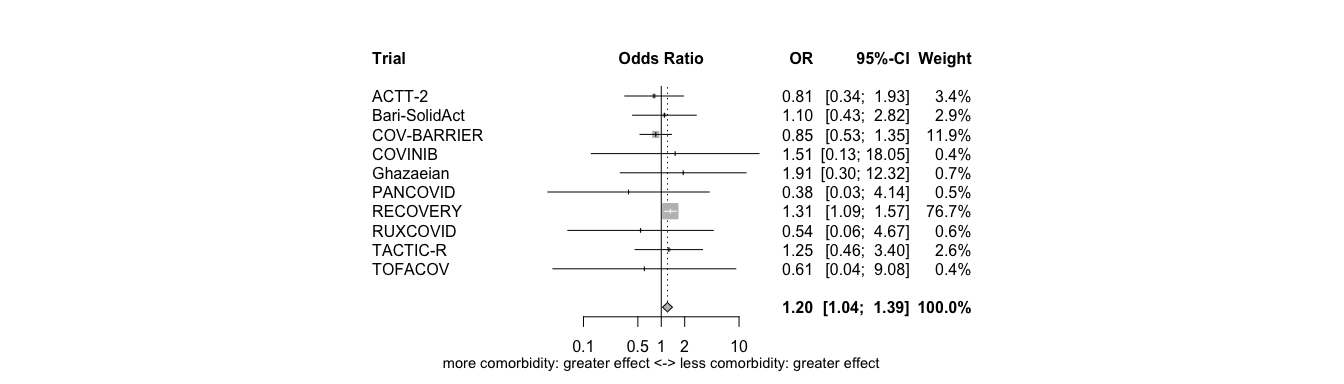 Trial Odds Ratio OR 95%-CI Weight
ACTT-2 0.81 [0.34; 1.93] 3.4%
Bari-SolidAct 1.10 [0.43; 2.82] 2.9%
COV-BARRIER 0.85 [0.53; 1.35] 11.9%
COVINIB 1.51 [0.13; 18.05] 0.4%
Ghazaeian 1.91 [0.30; 12.32] 0.7%
PANCOVID 0.38 [0.03; 4.14] 0.5%
RECOVERY 1.31 [1.09; 1.57] 76.7%
RUXCOVID 0.54 [0.06; 4.67] 0.6%
TACTIC-R 1.25 [0.46; 3.40] 2.6%
TOFACOV 0.61 [0.04; 9.08] 0.4%
1.20 [1.04; 1.39] 100.0%
0.1 0.5 1 2 10
more comorbidity: greater effect <-> less comorbidity: greater effect